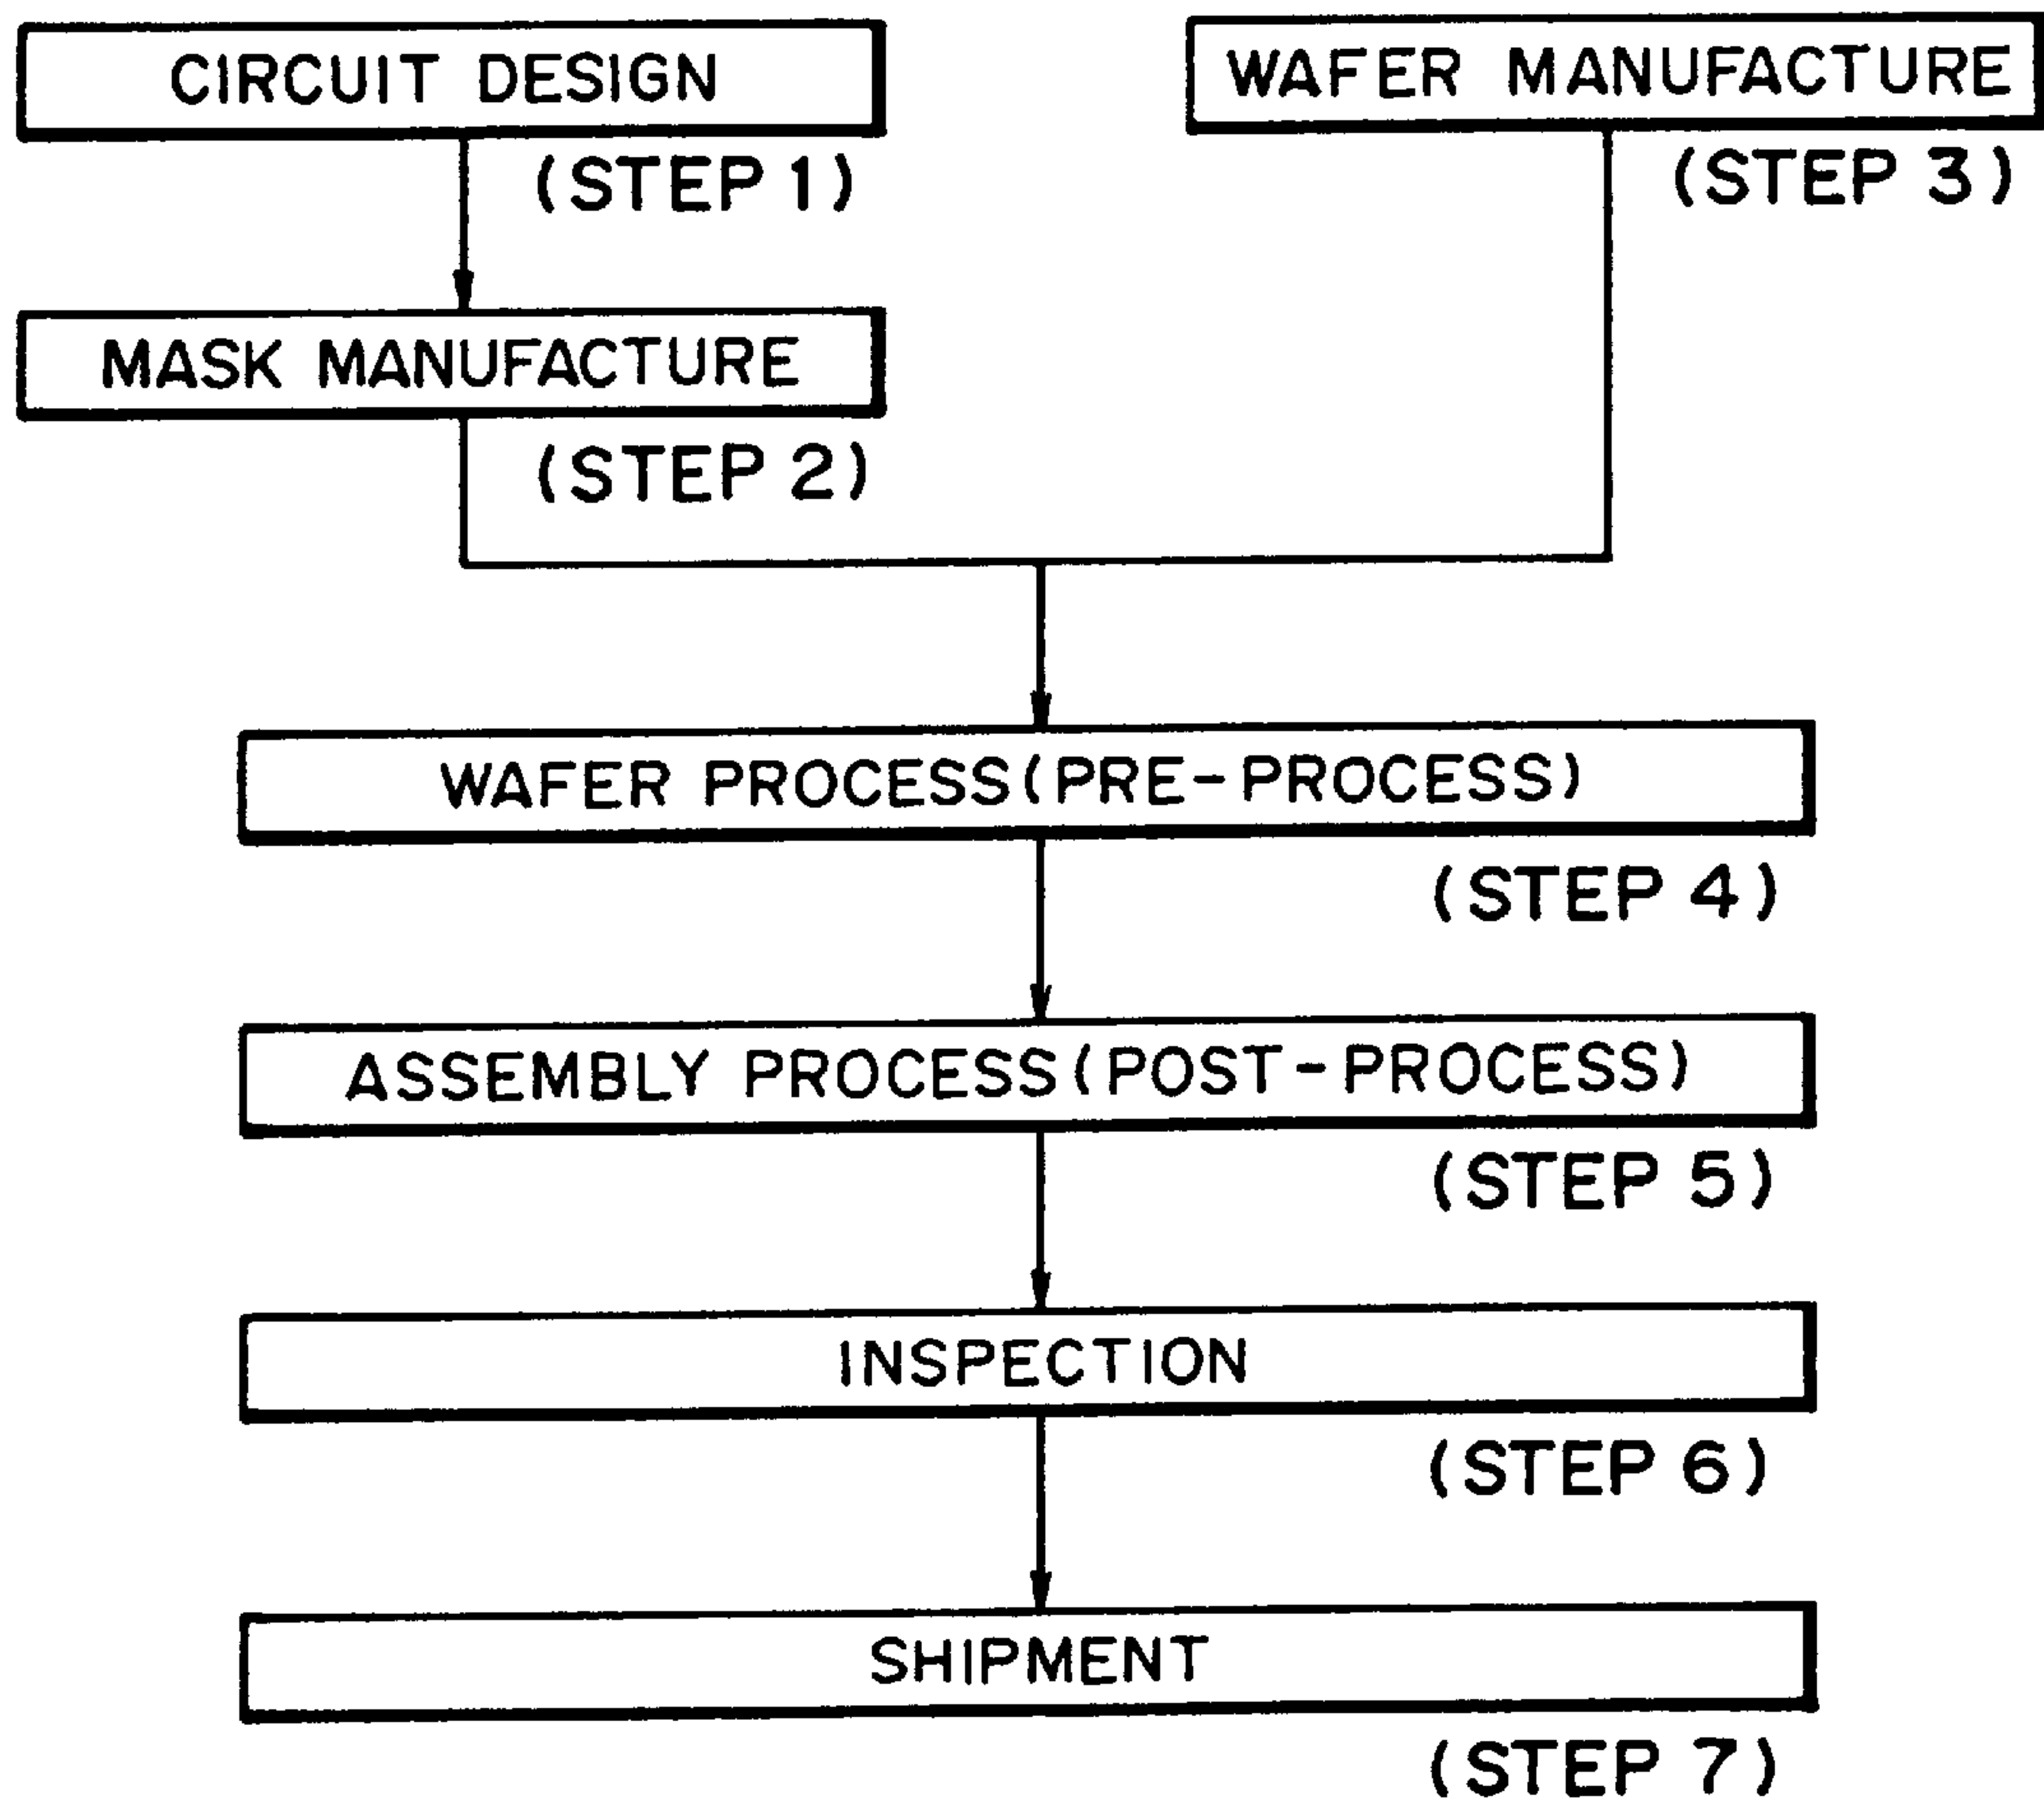 CIRCUIT DESIGN
(STEP 1)
WAFER MANUFACTURE
(STEP 3)
MASK MANUFACTURE
(STEP 2)
WAFER PROCESS(PRE-PROCESS)
(STEP 4)
ASSEMBLY PROCESS(POST-PROCESS)
(STEP 5)
INSPECTION
(STEP 6)
SHIPMENT
(STEP 7)